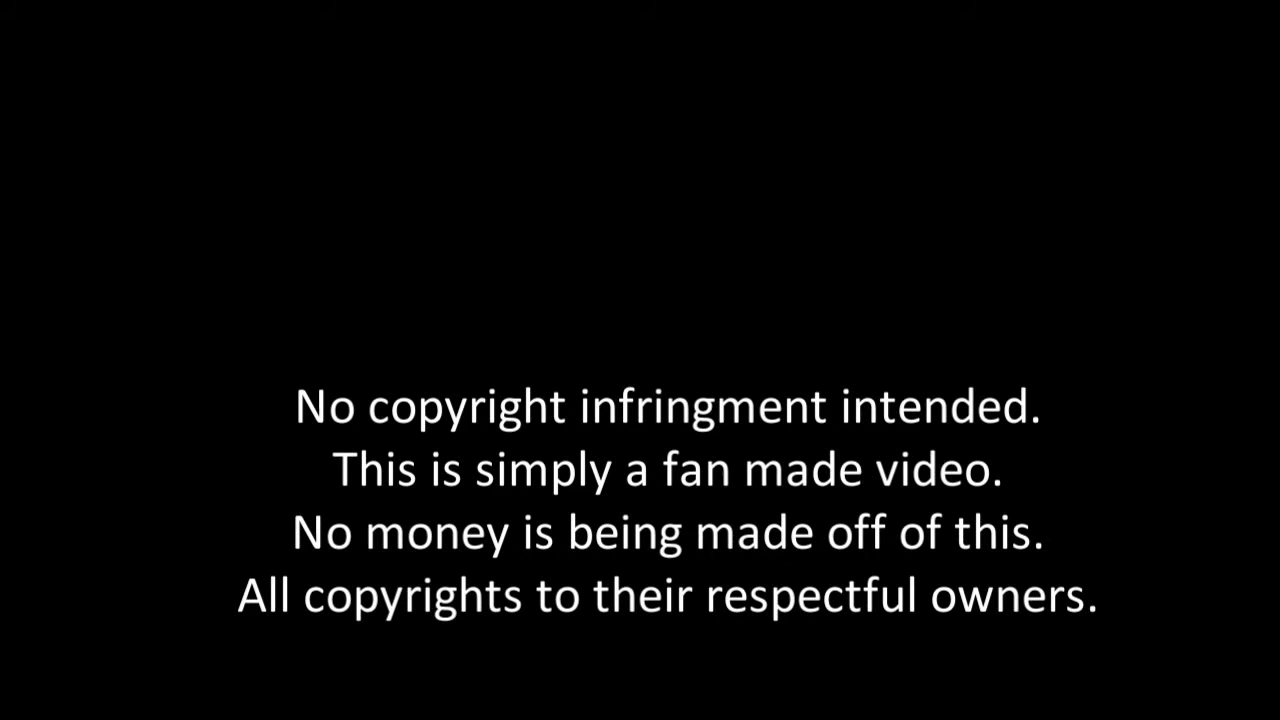 No copyright infringment intended.
This is simply a fan made video.
No money is being made off of this.
All copyrights to their respectful owners.